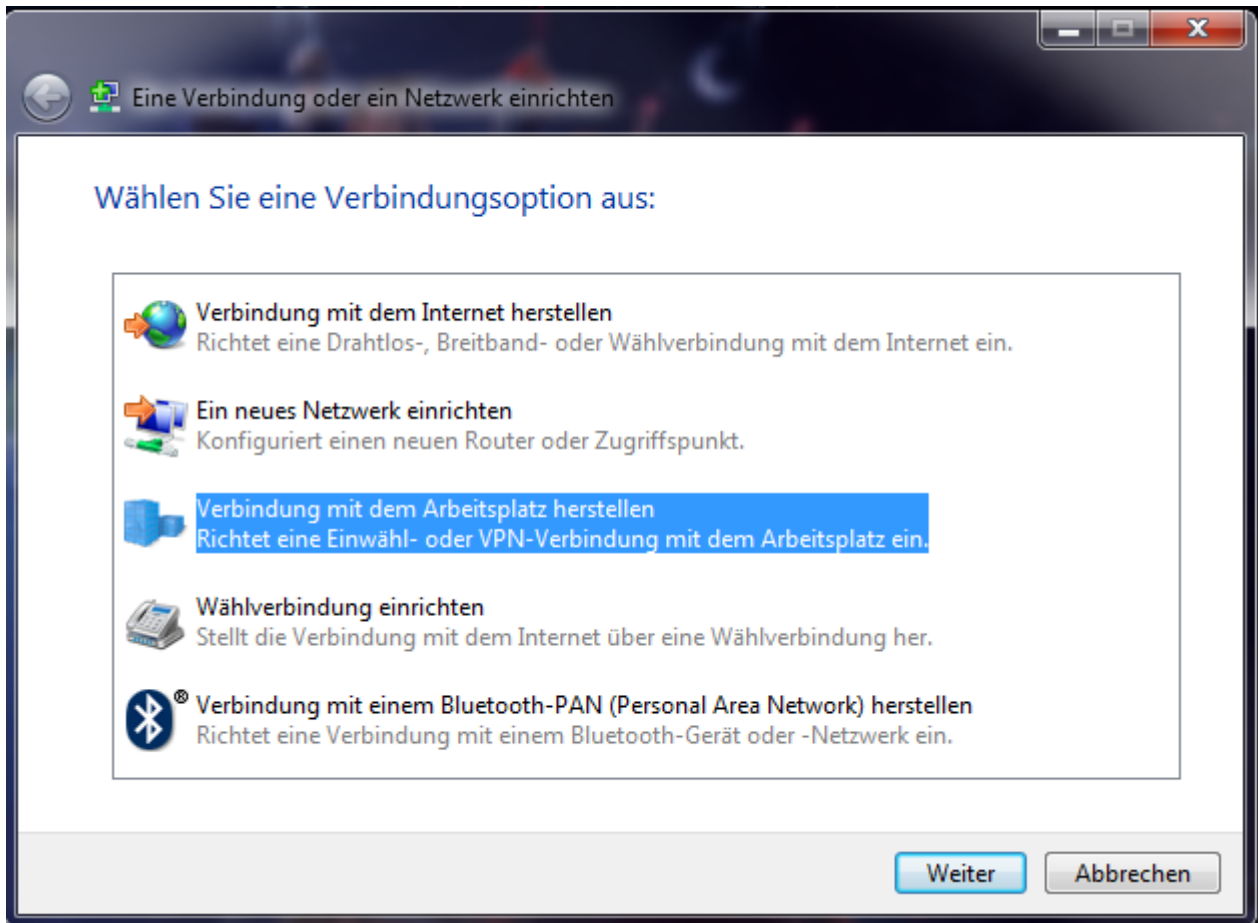 Eine Verbindung oder ein Netzwerk einrichten
Wählen Sie eine Verbindungsoption aus:
Verbindung mit dem Internet herstellen
Richtet eine Drahtlos-, Breitband- oder Wählverbindung mit dem Internet ein.
Ein neues Netzwerk einrichten
Konfiguriert einen neuen Router oder Zugriffspunkt.
Verbindung mit dem Arbeitsplatz herstellen
Richtet eine Einwähl- oder VPN-Verbindung mit dem Arbeitsplatz ein.
Wählverbindung einrichten
Stellt die Verbindung mit dem Internet über eine Wählverbindung her.
® Verbindung mit einem Bluetooth-PAN (Personal Area Network) herstellen
Richtet eine Verbindung mit einem Bluetooth-Gerät oder -Netzwerk ein.
Weiter Abbrechen